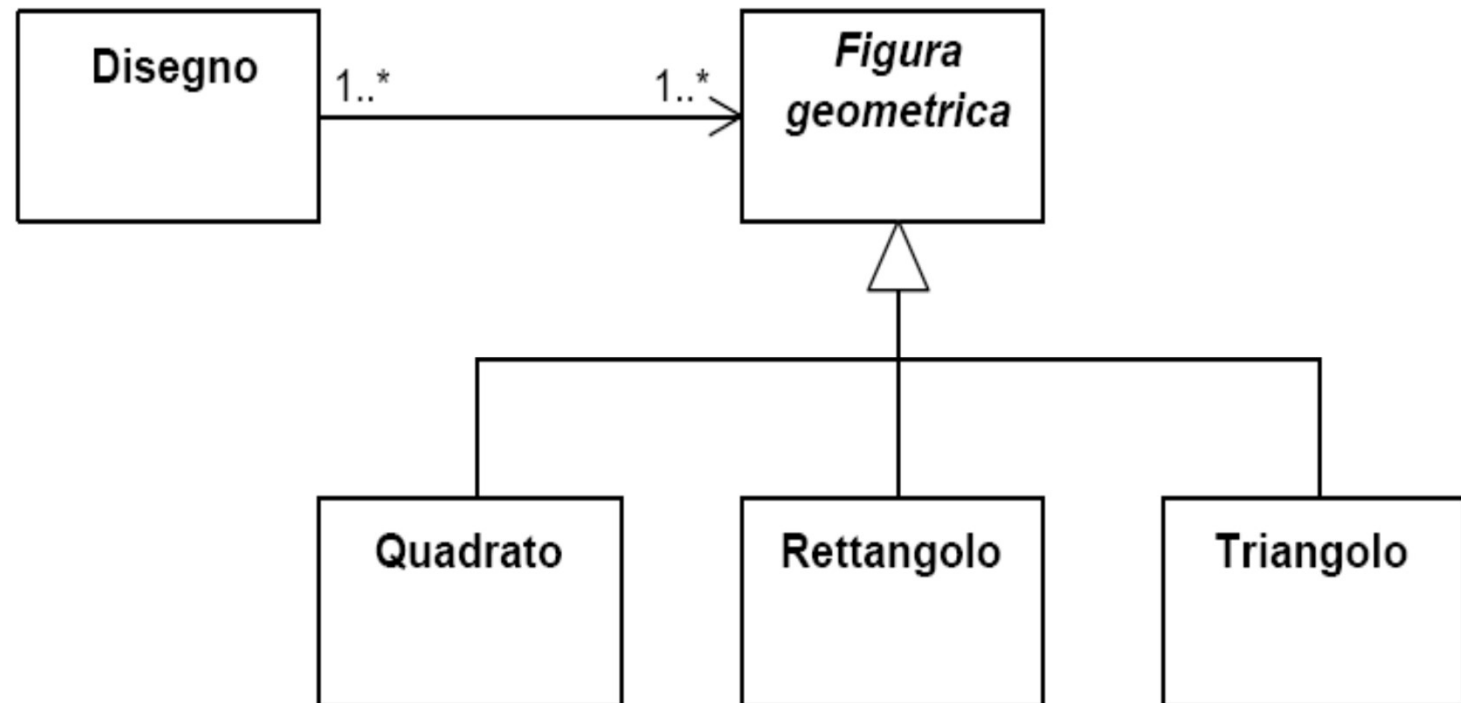 Disegno
1..*
1..*
Figura
geometrica
Quadrato
Rettangolo
Triangolo